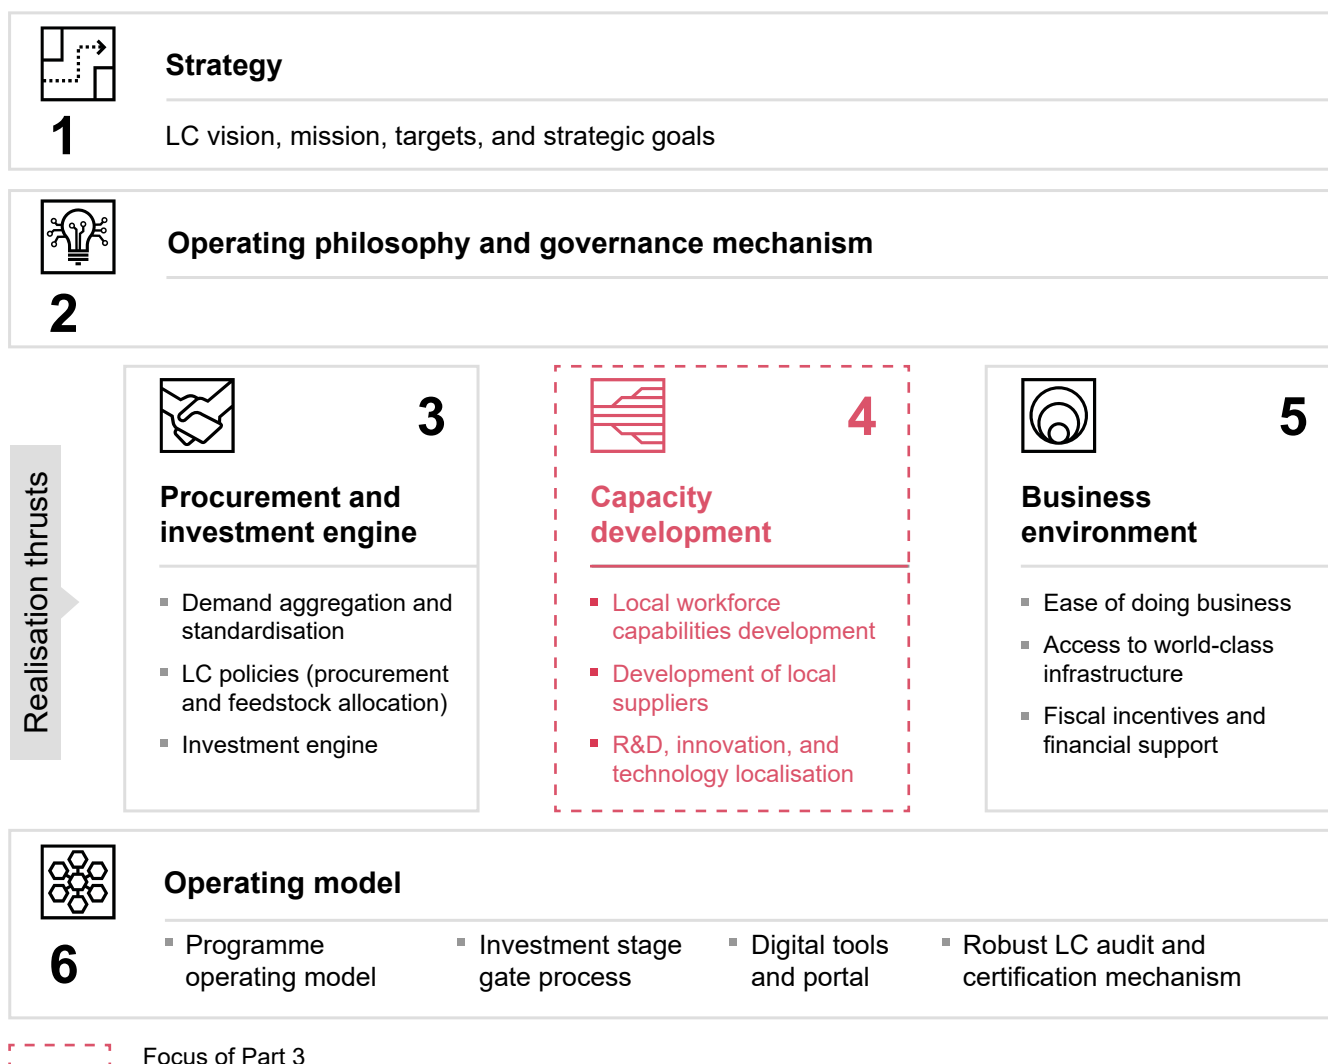 Strategy
1
LC vision, mission, targets, and strategic goals
Operating philosophy and governance mechanism
2
Realisation thrusts
3
Procurement and
investment engine
Demand aggregation and
standardisation
LC policies (procurement
and feedstock allocation)
Investment engine
4
Capacity
development
Local workforce
capabilities development
Development of local
suppliers
R&D, innovation, and
technology localisation
5
Business
environment
Ease of doing business
Access to world-class
infrastructure
Fiscal incentives and
financial support
Operating model
6
Programme
operating model
Investment stage
gate process
Digital tools
and portal
Robust LC audit and
certification mechanism
Focus of Part 3